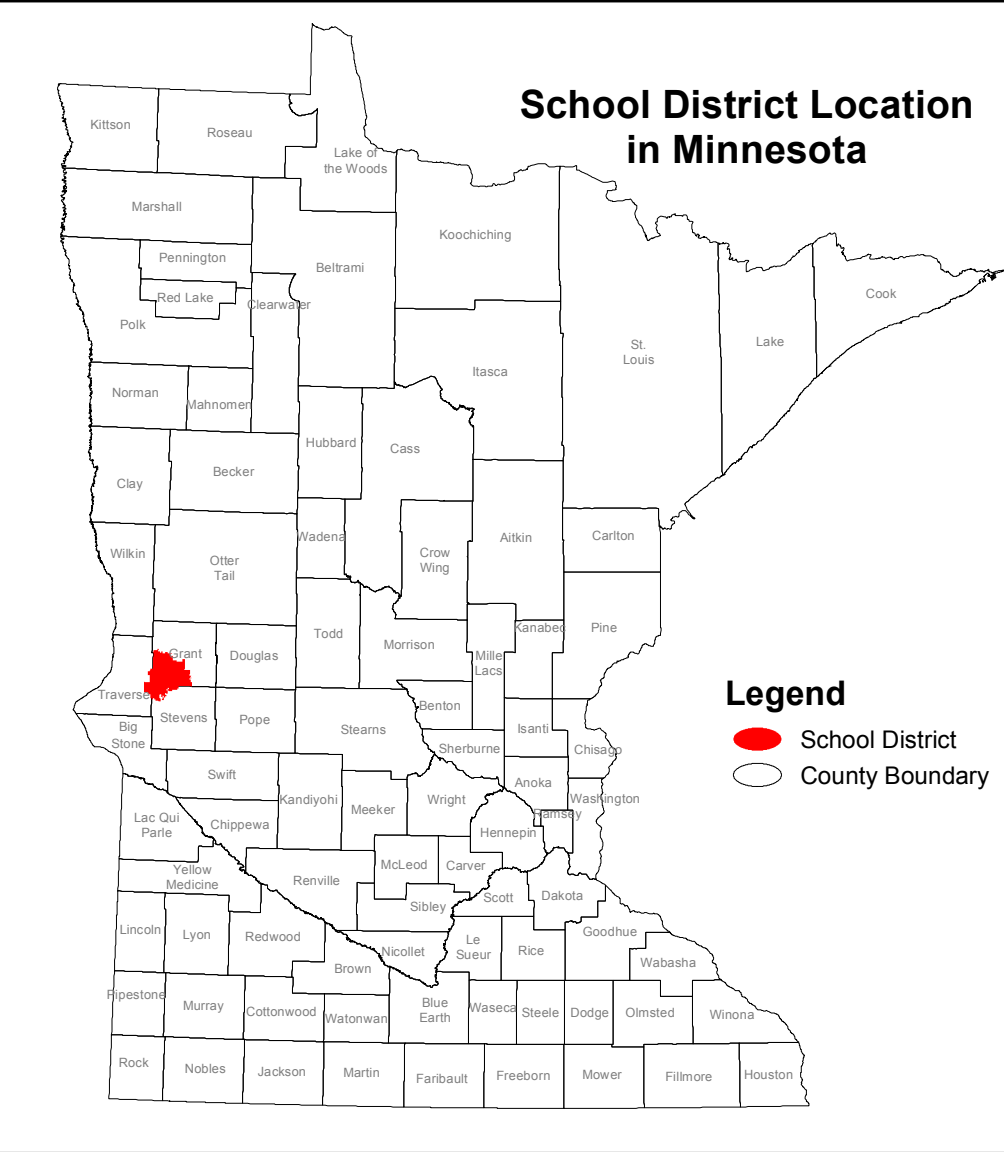 School District Location
in Minnesota
Kittson
Roseau
Lake of
the Woods
Marshall
Koochiching
Pennington
Beltrami
Red Lake
Clearwater
Cook
Polk
St.
Louis
Lake
Itasca
Norman
Mahnomen
Hubbard
Cass
Becker
Clay
Wadena
Aitkin
Carlton
Wilkin
Crow
Wing
Otter
Tail
Kanabec
Pine
Todd
Morrison
Grant
Douglas
Mille
Lacs
Traverse
Benton
Stevens
Pope
Stearns
Isanti
Big
Stone
Sherburne
Chisago
Swift
Anoka
Kandiyohi
Meeker
Wright
Washington
Ramsey
Lac Qui
Parle
Chippewa
Hennepin
McLeod
Carver
Yellow
Medicine
Renville
Scott
Dakota
Sibley
Lincoln
Lyon
Redwood
Goodhue
Le
Sueur
Rice
Nicollet
Brown
Wabasha
Pipestone
Murray
Cottonwood
Watonwan
Blue
Earth
Waseca
Steele
Dodge
Olmsted
Winona
Rock
Nobles
Jackson
Martin
Faribault
Freeborn
Mower
Fillmore
Houston
Legend
School District
County Boundary